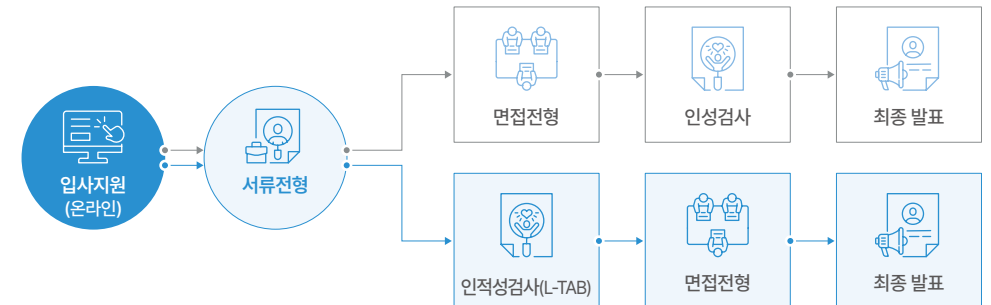 입사지원
(온라인)
서류전형
면접전형
인성검사
최종 발표
인적성검사(L-TAB)
면접전형
최종 발표